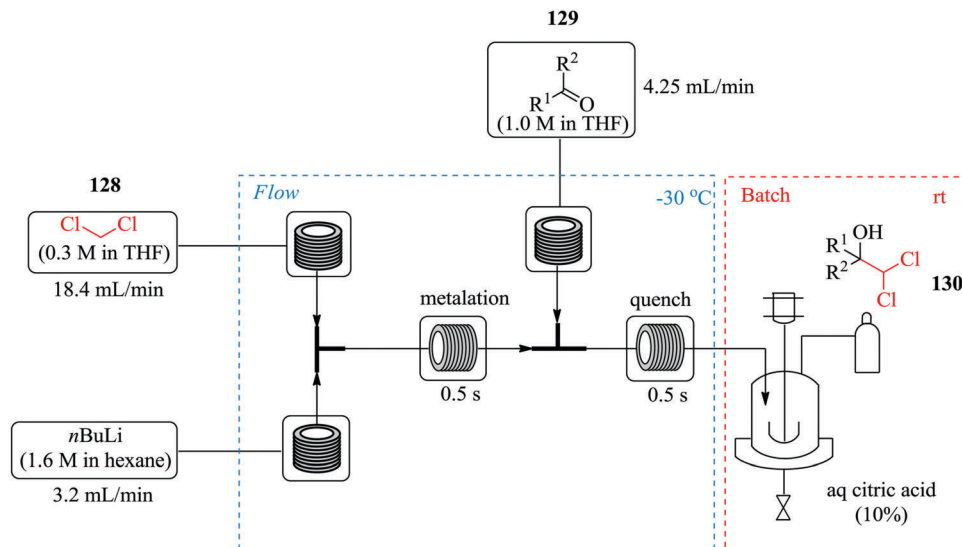 129
R²
R¹
O
(1.0 M in THF)
4.25 mL/min
128
Cl Cl
(0.3 M in THF)
18.4 mL/min
Flow
-30 °C
Batch
rt
R¹ OH
R² Cl
Cl
130
metalation
0.5 s
quench
0.5 s
nBuLi
(1.6 M in hexane)
3.2 mL/min
aq citric acid
(10%)